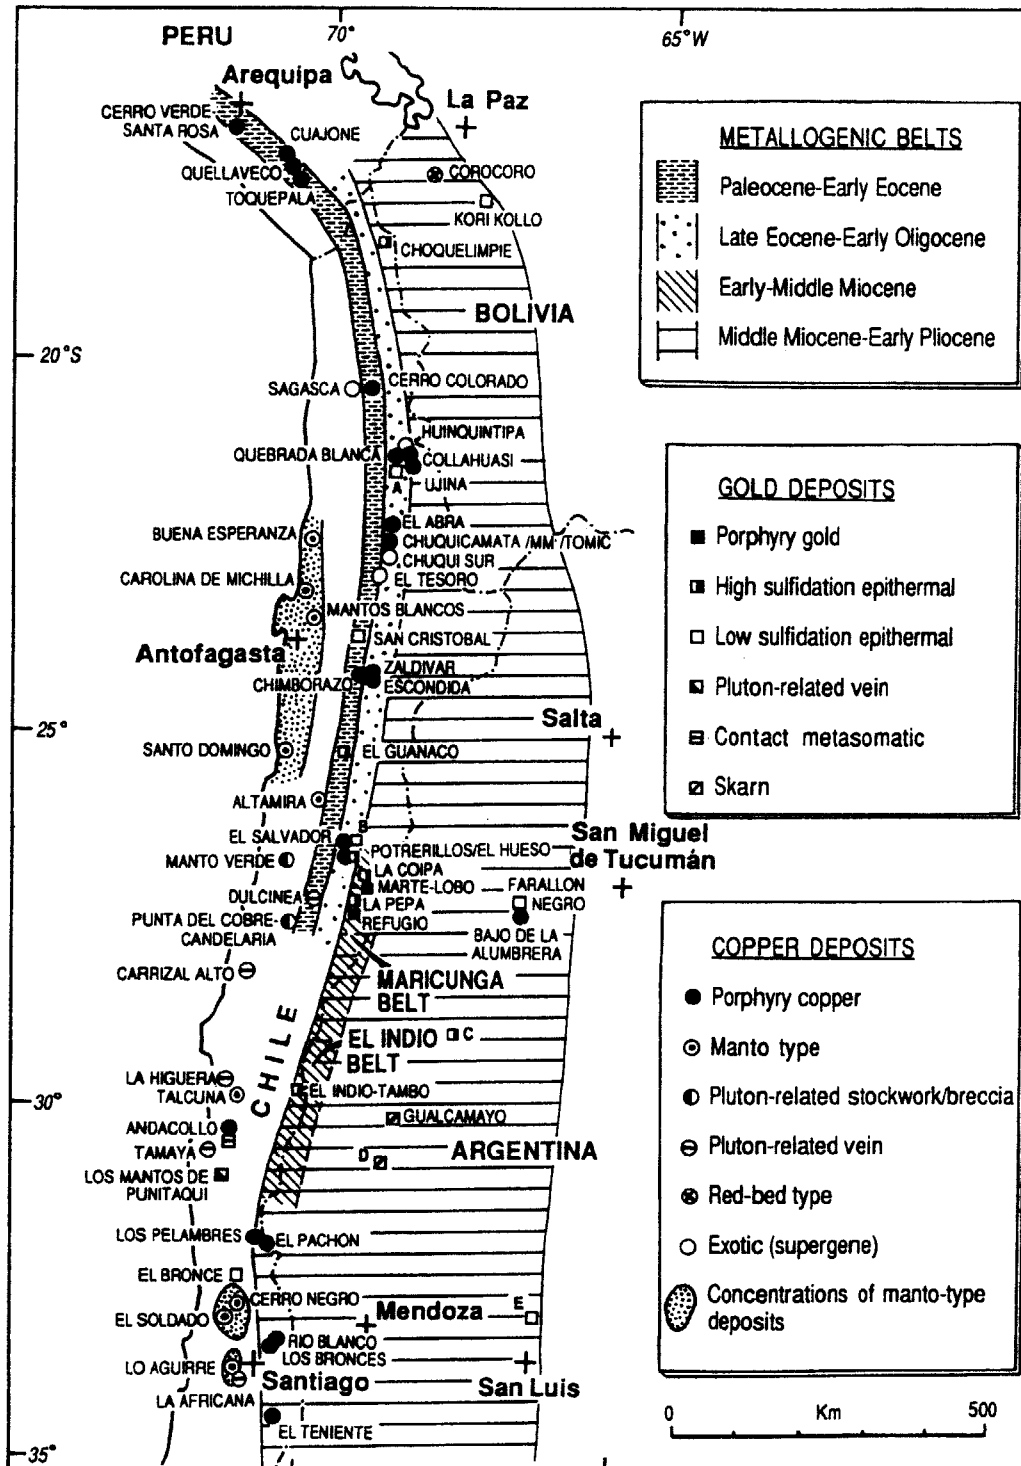 70°
65°W
PERU
Arequipa
La Paz
CERRO VERDE
SANTA ROSA
CUAJONE
QUELLAVECO
TOQUEPALA
COROCORO
KORI KOLLO
CHOQUELIMPIE
BOLIVIA
20°S
SAGASCA
CERRO COLORADO
HUINQUINTIPA
QUEBRADA BLANCA
COLLAHUASI
A
UJINA
EL ABRA
BUENA ESPERANZA
CHUQUICAMATA /MM /TOMIC
CHUQUI SUR
CAROLINA DE MICHILLA
EL TESORO
MANTOS BLANCOS
SAN CRISTOBAL
Antofagasta
ZALDIVAR
CHIMBORAZO
ESCONDIDA
Salta
25°
SANTO DOMINGO
EL GUANACO
ALTAMIRA
B
EL SALVADOR
San Miguel
de Tucumán
POTRERILLOS/EL HUESO
MANTO VERDE
LA COIPA
MARTE-LOBO
FARALLON
NEGRO
DULCINEA
LA PEPA
PUNTA DEL COBRE-
CANDELARIA
REFUGIO
BAJO DE LA
ALUMBRERA
CARRIZAL ALTO
MARICUNGA
BELT
CHILE
EL INDIO
BELT
C
LA HIGUERA
TALCUNA
EL INDIO-TAMBO
30°
ANDACOLLO
GUALCAMAYO
TAMAYA
D
ARGENTINA
LOS MANTOS DE
PUNITAQUI
LOS PELAMBRES
EL PACHON
EL BRONCE
CERRO NEGRO
Mendoza
E
EL SOLDADO
RIO BLANCO
LO AGUIRRE
LOS BRONCES
Santiago
San Luis
LA AFRICANA
EL TENIENTE
35°
METALLOGENIC BELTS
Paleocene-Early Eocene
Late Eocene-Early Oligocene
Early-Middle Miocene
Middle Miocene-Early Pliocene
GOLD DEPOSITS
Porphyry gold
High sulfidation epithermal
Low sulfidation epithermal
Pluton-related vein
Contact metasomatic
Skarn
COPPER DEPOSITS
Porphyry copper
Manto type
Pluton-related stockwork/breccia
Pluton-related vein
Red-bed type
Exotic (supergene)
Concentrations of manto-type
deposits
0 Km 500